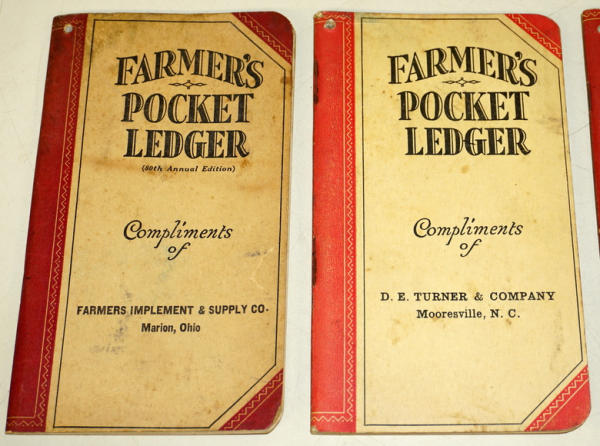 FARMER'S
POCKET
LEDGER
(80th Annual Edition)
Compliments
of
FARMERS IMPLEMENT & SUPPLY CO.
Marion, Ohio
FARMER'S
POCKET
LEDGER
Compliments
of
D. E. TURNER & COMPANY
Mooresville, N. C.